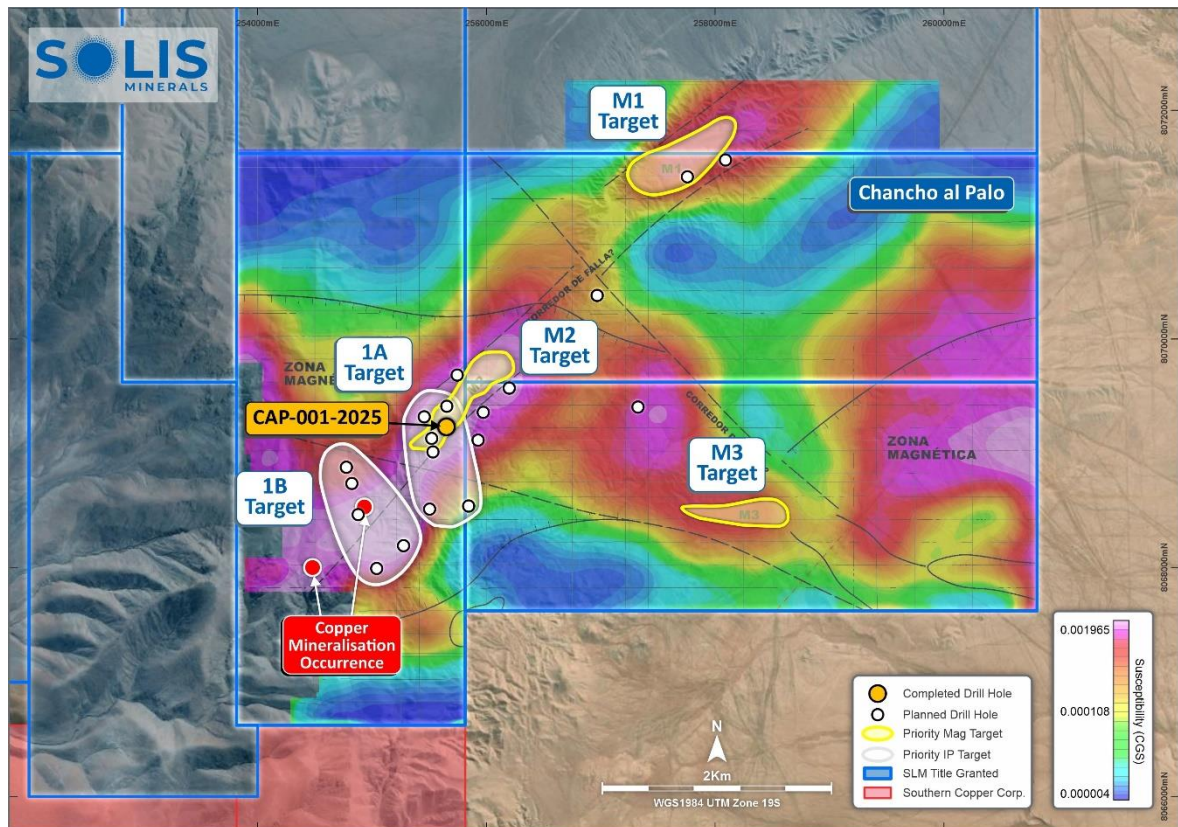 254000mE
256000mE
258000mE
260000mE
SOLIS
MINERALS
M1
Target
M1
8072000mN
Chancho al Palo
CORREDOR DE FALLA?
M2
Target
1A
Target
ZONA
8070000mN
CAP-001-2025
CORREDOR
M3
Target
ZONA
MAGNÉTICA
1B
Target
M3
8068000mN
Copper
Mineralisation
Occurrence
0.001965
0.000108
0.000004
Susceptibility (CGS)
Completed Drill Hole
Planned Drill Hole
Priority Mag Target
Priority IP Target
SLM Title Granted
Southern Copper Corp.
N
2Km
WGS1984 UTM Zone 19S
8066000mN